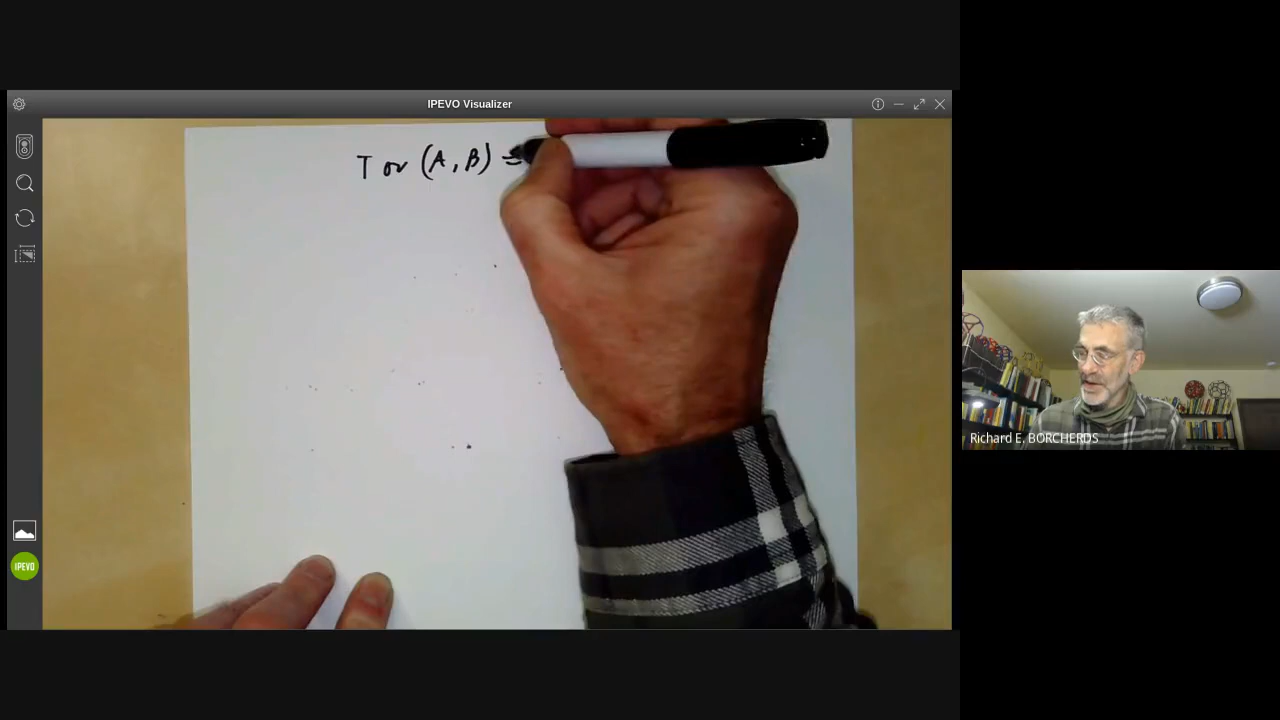 IPEVO Visualizer
Tor (A, B) =
Richard E. BORCHERDS
IPEVO